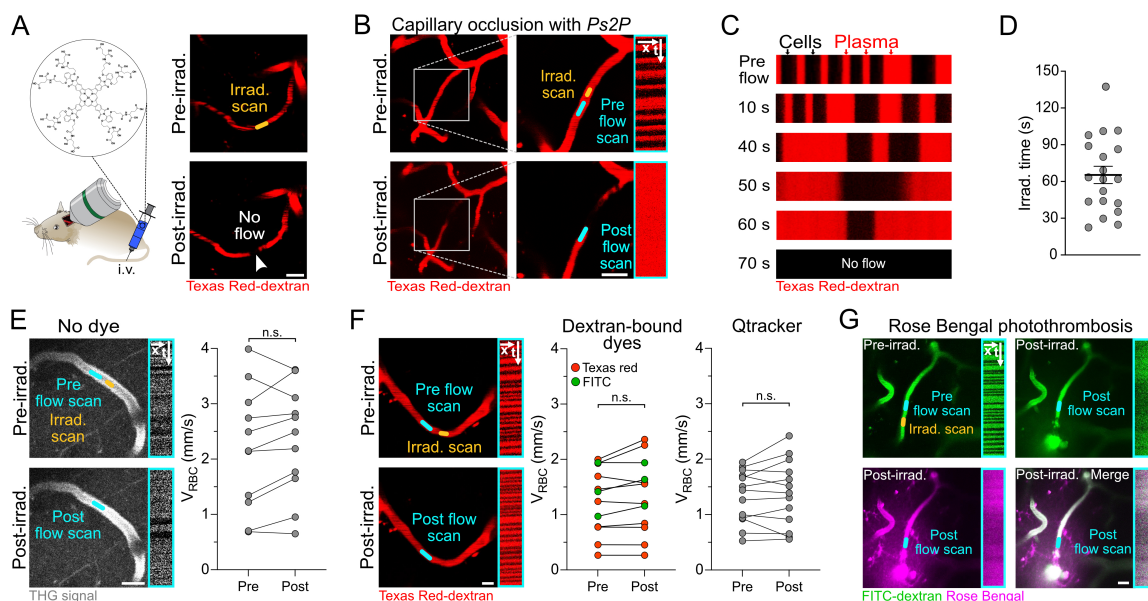 A
i.v.
Pre-irrad.
Irrad.
scan
Post-irrad.
No
flow
Texas Red-dextran
B
Capillary occlusion with Ps2P
Pre-irrad.
Irrad.
scan
Pre
flow
scan
x
t
Post-irrad.
Post
flow
scan
Texas Red-dextran
C
Cells Plasma
Pre
flow
10 s
40 s
50 s
60 s
70 s
No flow
Texas Red-dextran
D
Irrad. time (s)
150
120
90
60
30
0
E
No dye
Pre-irrad.
Pre
flow scan
Irrad.
scan
x
t
Post-irrad.
Post
flow scan
THG signal
n.s.
VRBC (mm/s)
4
3
2
1
0
Pre
Post
F
Pre-irrad.
Pre flow
scan
Irrad. scan
x
t
Post-irrad.
Post flow
scan
Texas Red-dextran
Dextran-bound
dyes
Texas red
FITC
n.s.
VRBC (mm/s)
4
3
2
1
0
Pre
Post
Qtracker
n.s.
VRBC (mm/s)
4
3
2
1
0
Pre
Post
G
Rose Bengal photothrombosis
Pre-irrad.
Pre
flow scan
Irrad. scan
x
t
Post-irrad.
Post
flow scan
Post-irrad.
Post
flow scan
Post-irrad.
Merge
Post
flow scan
FITC-dextran Rose Bengal